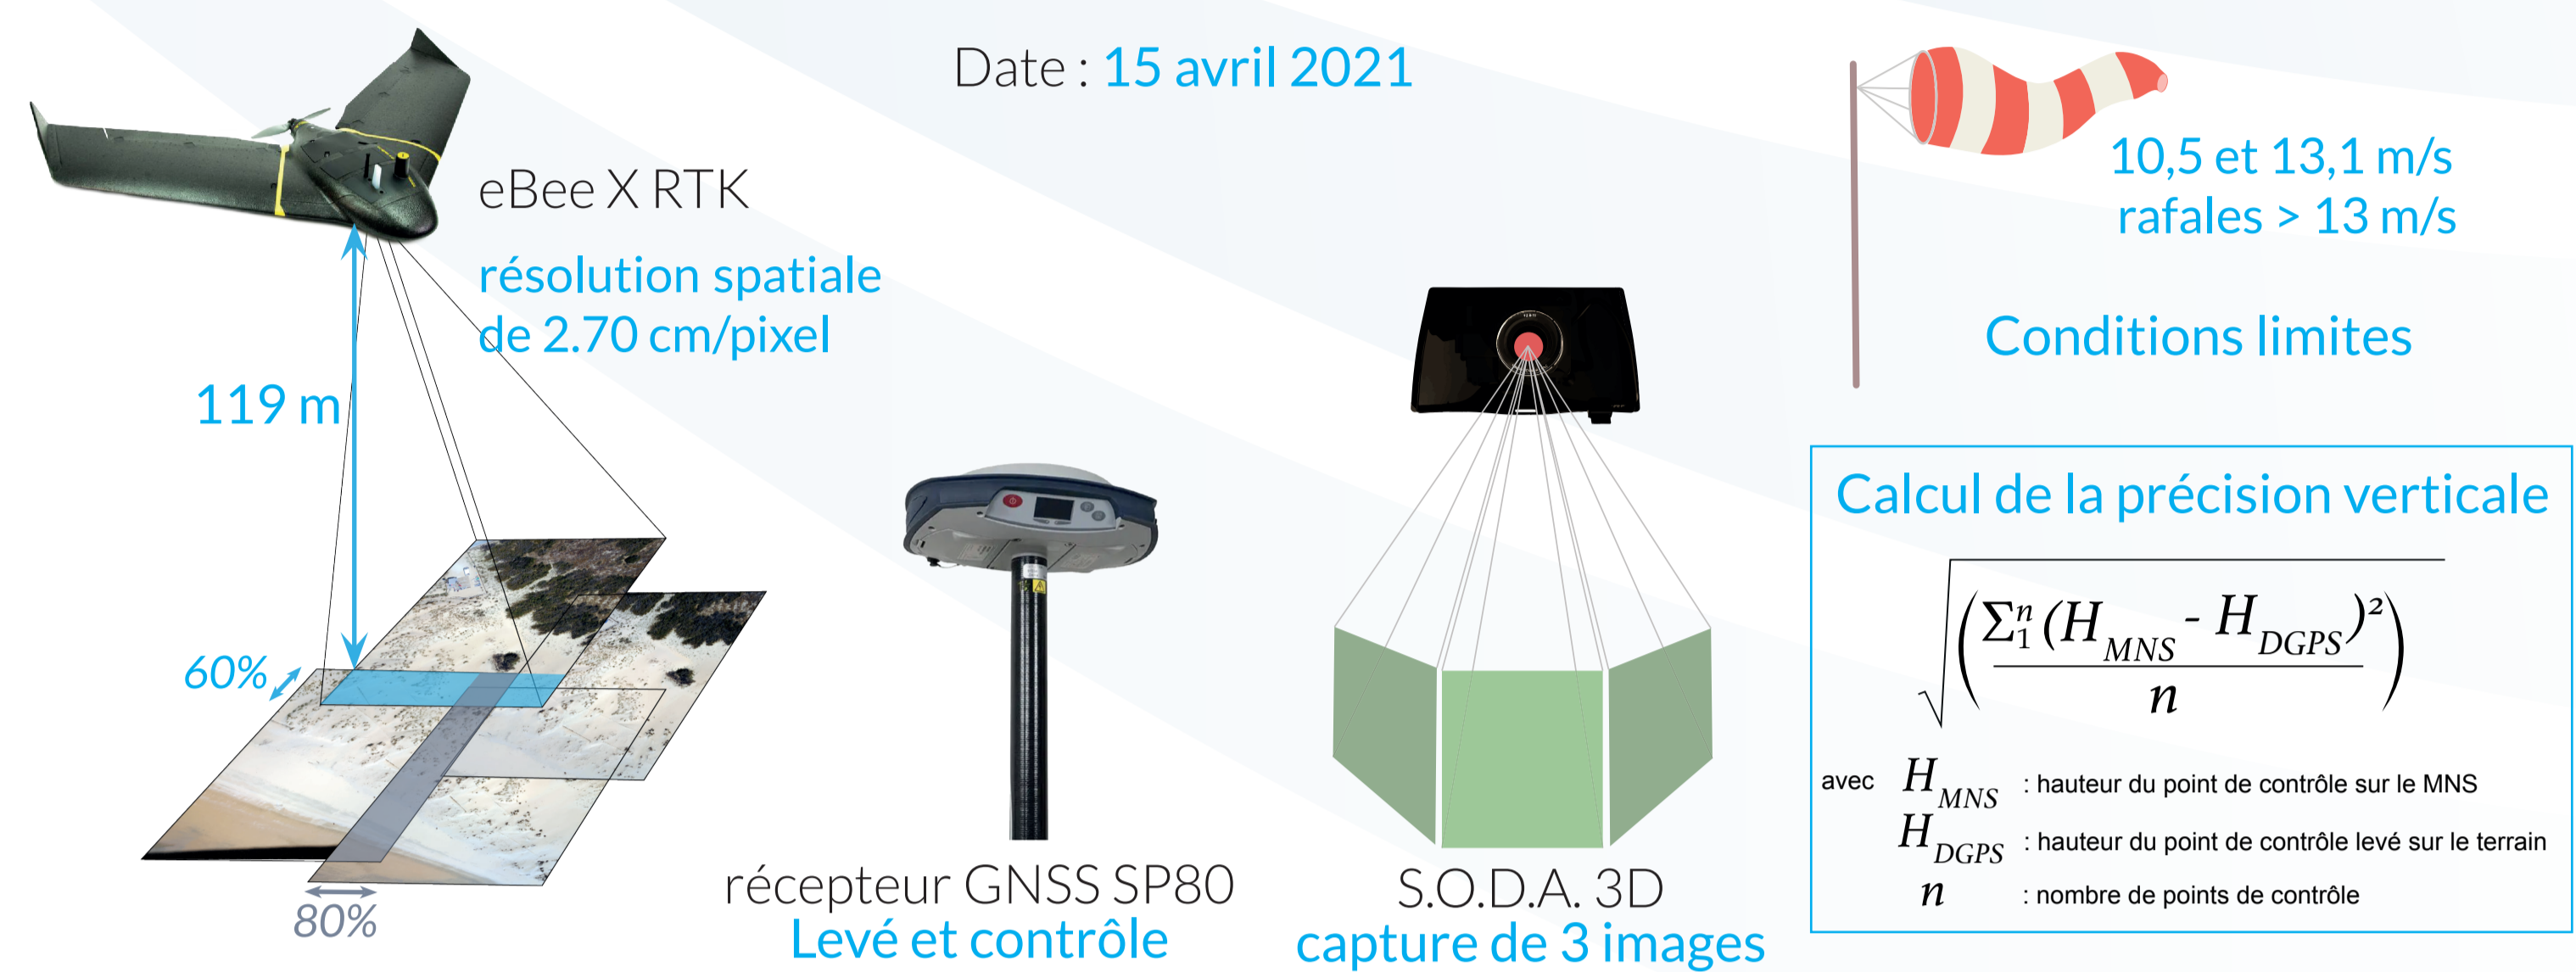 Date : 15 avril 2021
eBee X RTK
résolution spatiale
de 2.70 cm/pixel
119 m
60%
80%
récepteur GNSS SP80
Levé et contrôle
S.O.D.A. 3D
capture de 3 images
10,5 et 13,1 m/s
rafales > 13 m/s
Conditions limites
Calcul de la précision verticale
√((Σ₁ⁿ (H_MNS - H_DGPS)²) / n)
avec H_MNS : hauteur du point de contrôle sur le MNS
H_DGPS : hauteur du point de contrôle levé sur le terrain
n : nombre de points de contrôle